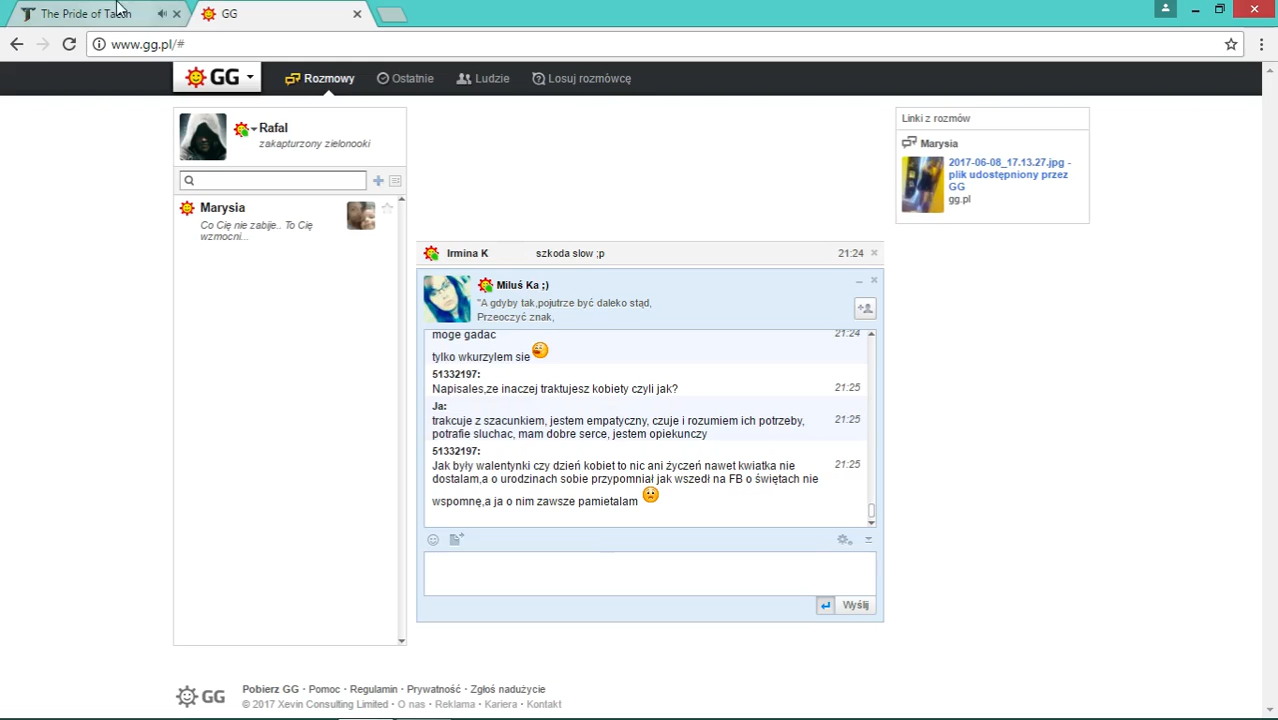 The Pride of Ta
GG
www.gg.pl/#
GG
Rozmowy
Ostatnie
Ludzie
Losuj rozmówcę
Rafal
zakapturzony zielonooki
Marysia
Co Cię nie zabije.. To Cię
wzmocni...
Irmina K
szkoda slow ;p
21:24
Miluś Ka ;)
"A gdyby tak,pojutrze być daleko stąd,
Przeoczyć znak,
moge gadac
21:24
tylko wkurzylem sie
51332197:
Napisales,ze inaczej traktujesz kobiety czyli jak?
21:25
Ja:
trakcuje z szacunkiem, jestem empatyczny, czuje i rozumiem ich potrzeby,
21:25
potrafie sluchac, mam dobre serce, jestem opiekunczy
51332197:
Jak były walentynki czy dzień kobiet to nic ani życzeń nawet kwiatka nie
21:25
dostalam,a o urodzinach sobie przypomniał jak wszedł na FB o świętach nie
wspomnę,a ja o nim zawsze pamietalam
Wyślij
Linki z rozmów
Marysia
2017-06-08_17.13.27.jpg -
plik udostępniony przez
GG
gg.pl
GG
Pobierz GG · Pomoc · Regulamin · Prywatność · Zgłoś nadużycie
© 2017 Xevin Consulting Limited · O nas · Reklama · Kariera · Kontakt